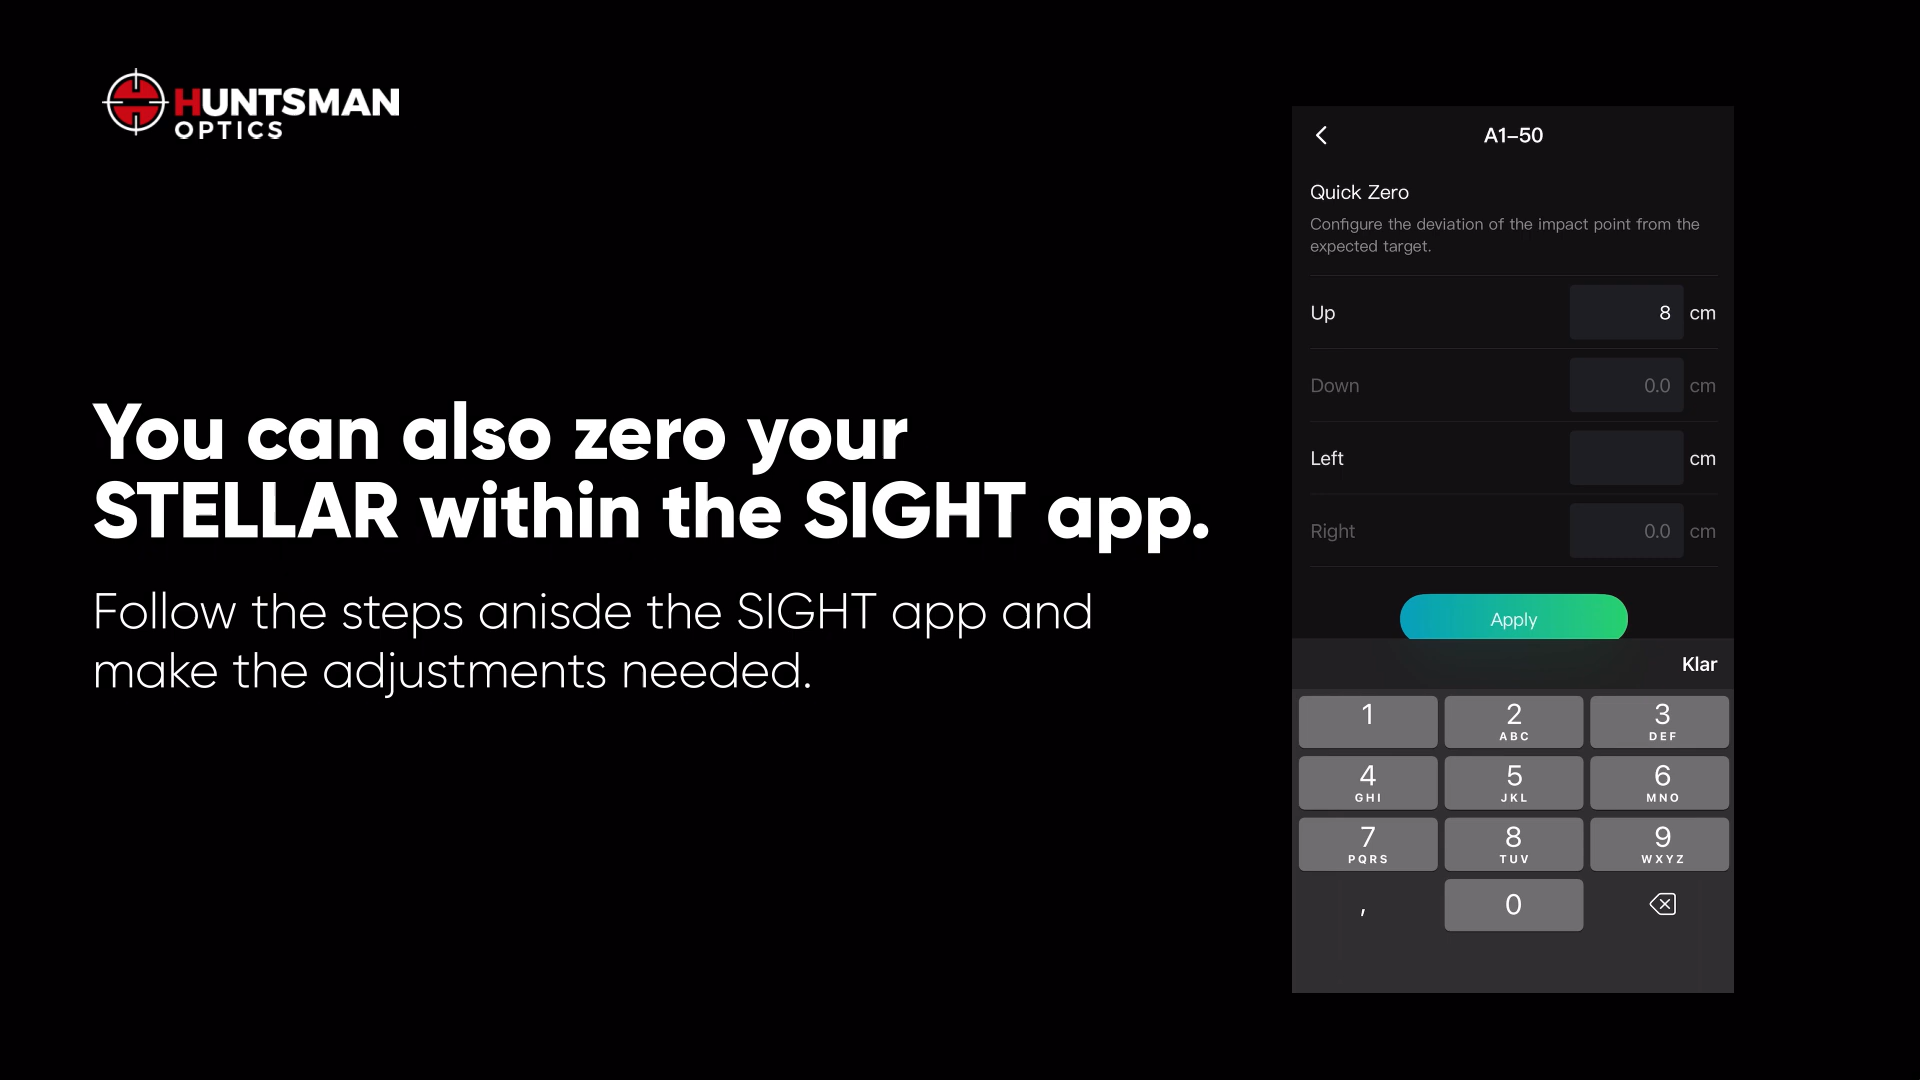 HUNTSMAN
OPTICS
You can also zero your
STELLAR within the SIGHT app.
Follow the steps anisde the SIGHT app and
make the adjustments needed.
A1-50
Quick Zero
Configure the deviation of the impact point from the
expected target.
Up 8 cm
Down 0.0 cm
Left cm
Right 0.0 cm
Apply
Klar
1 2 3
ABC DEF
4 5 6
GHI JKL MNO
7 8 9
PQRS TUV WXYZ
, 0